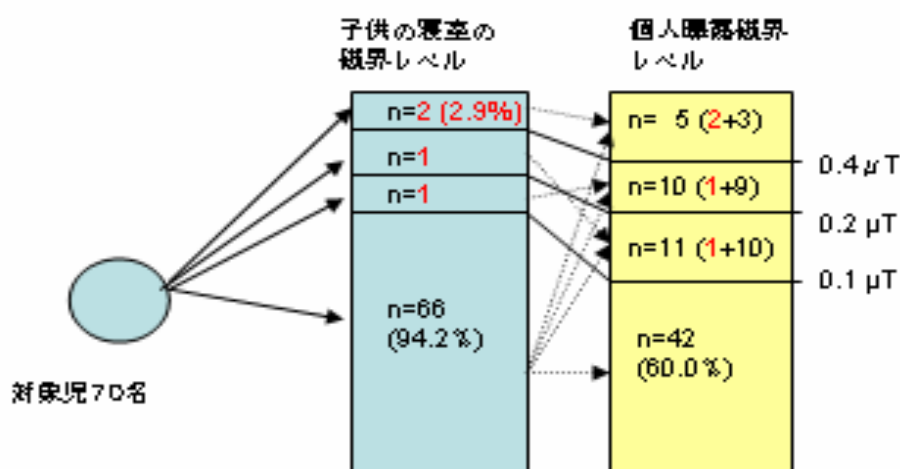 子供の寝室の
磁界レベル
個人曝露磁界
レベル
n=2 (2.9%)
n=1
n=1
n=66
(94.2%)
n= 5 (2+3)
n=10 (1+9)
n=11 (1+10)
n=42
(60.0%)
0.4μT
0.2 μT
0.1 μT
対象児70名